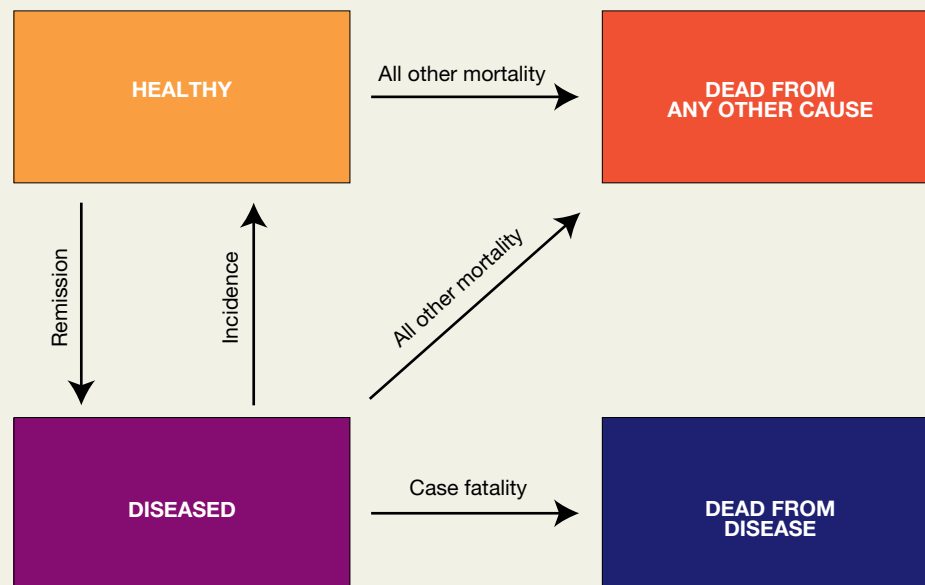 HEALTHY
All other mortality
DEAD FROM
ANY OTHER CAUSE
Remission
Incidence
All other mortality
DISEASED
Case fatality
DEAD FROM
DISEASE